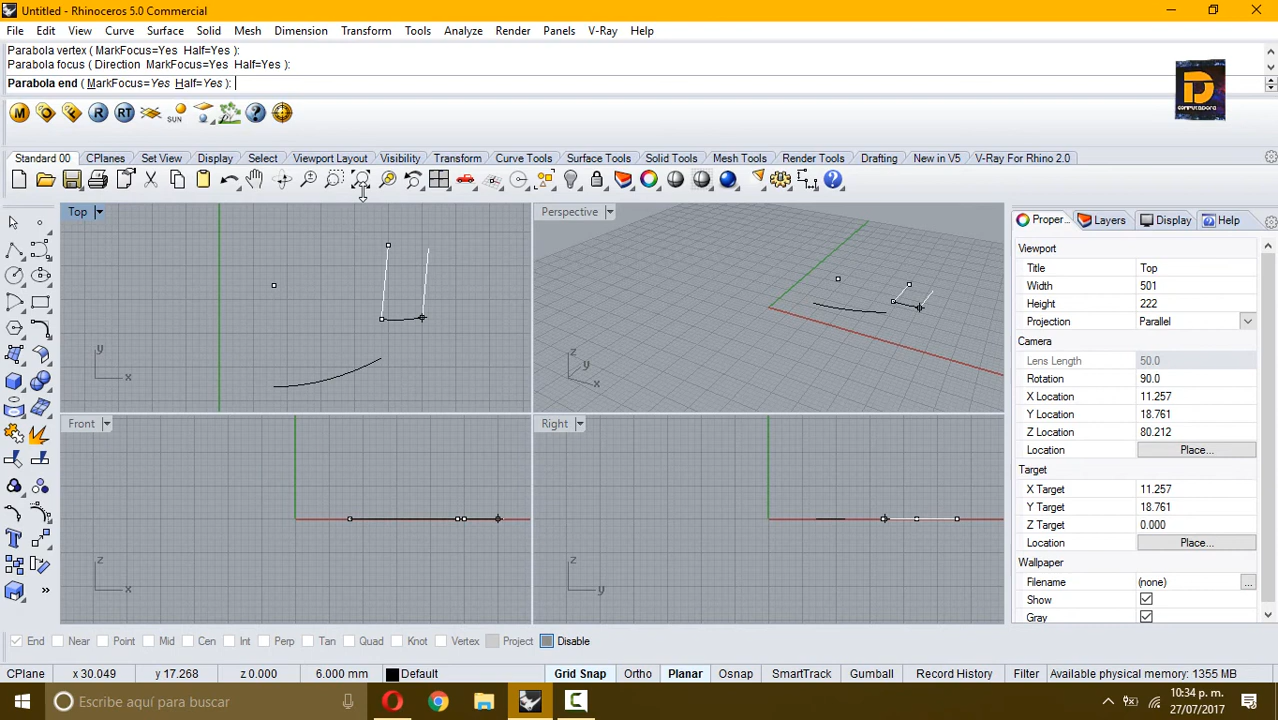 Untitled - Rhinoceros 5.0 Commercial
File Edit View Curve Surface Solid Mesh Dimension Transform Tools Analyze Render Panels V-Ray Help
Parabola vertex ( MarkFocus=Yes Half=Yes ):
Parabola focus ( Direction MarkFocus=Yes Half=Yes ):
Parabola end ( MarkFocus=Yes Half=Yes ):
D
COMPUTADORA
M R RT SUN ?
Standard 00 CPlanes Set View Display Select Viewport Layout Visibility Transform Curve Tools Surface Tools Solid Tools Mesh Tools Render Tools Drafting New in V5 V-Ray For Rhino 2.0
Top Perspective Proper... Layers Display Help
Viewport
Title Top
Width 501
Height 222
Projection Parallel
Camera
Lens Length 50.0
Rotation 90.0
X Location 11.257
Y Location 18.761
Z Location 80.212
Location Place...
Target
X Target 11.257
Y Target 18.761
Z Target 0.000
Location Place...
Wallpaper
Filename (none) ...
Show
Gray
y x
z y x
Front Right
z x
z y
End Near Point Mid Cen Int Perp Tan Quad Knot Vertex Project Disable
CPlane x 30.049 y 17.268 z 0.000 6.000 mm Default Grid Snap Ortho Planar Osnap SmartTrack Gumball Record History Filter Available physical memory: 1355 MB
Escribe aquí para buscar
10:34 p. m.
27/07/2017